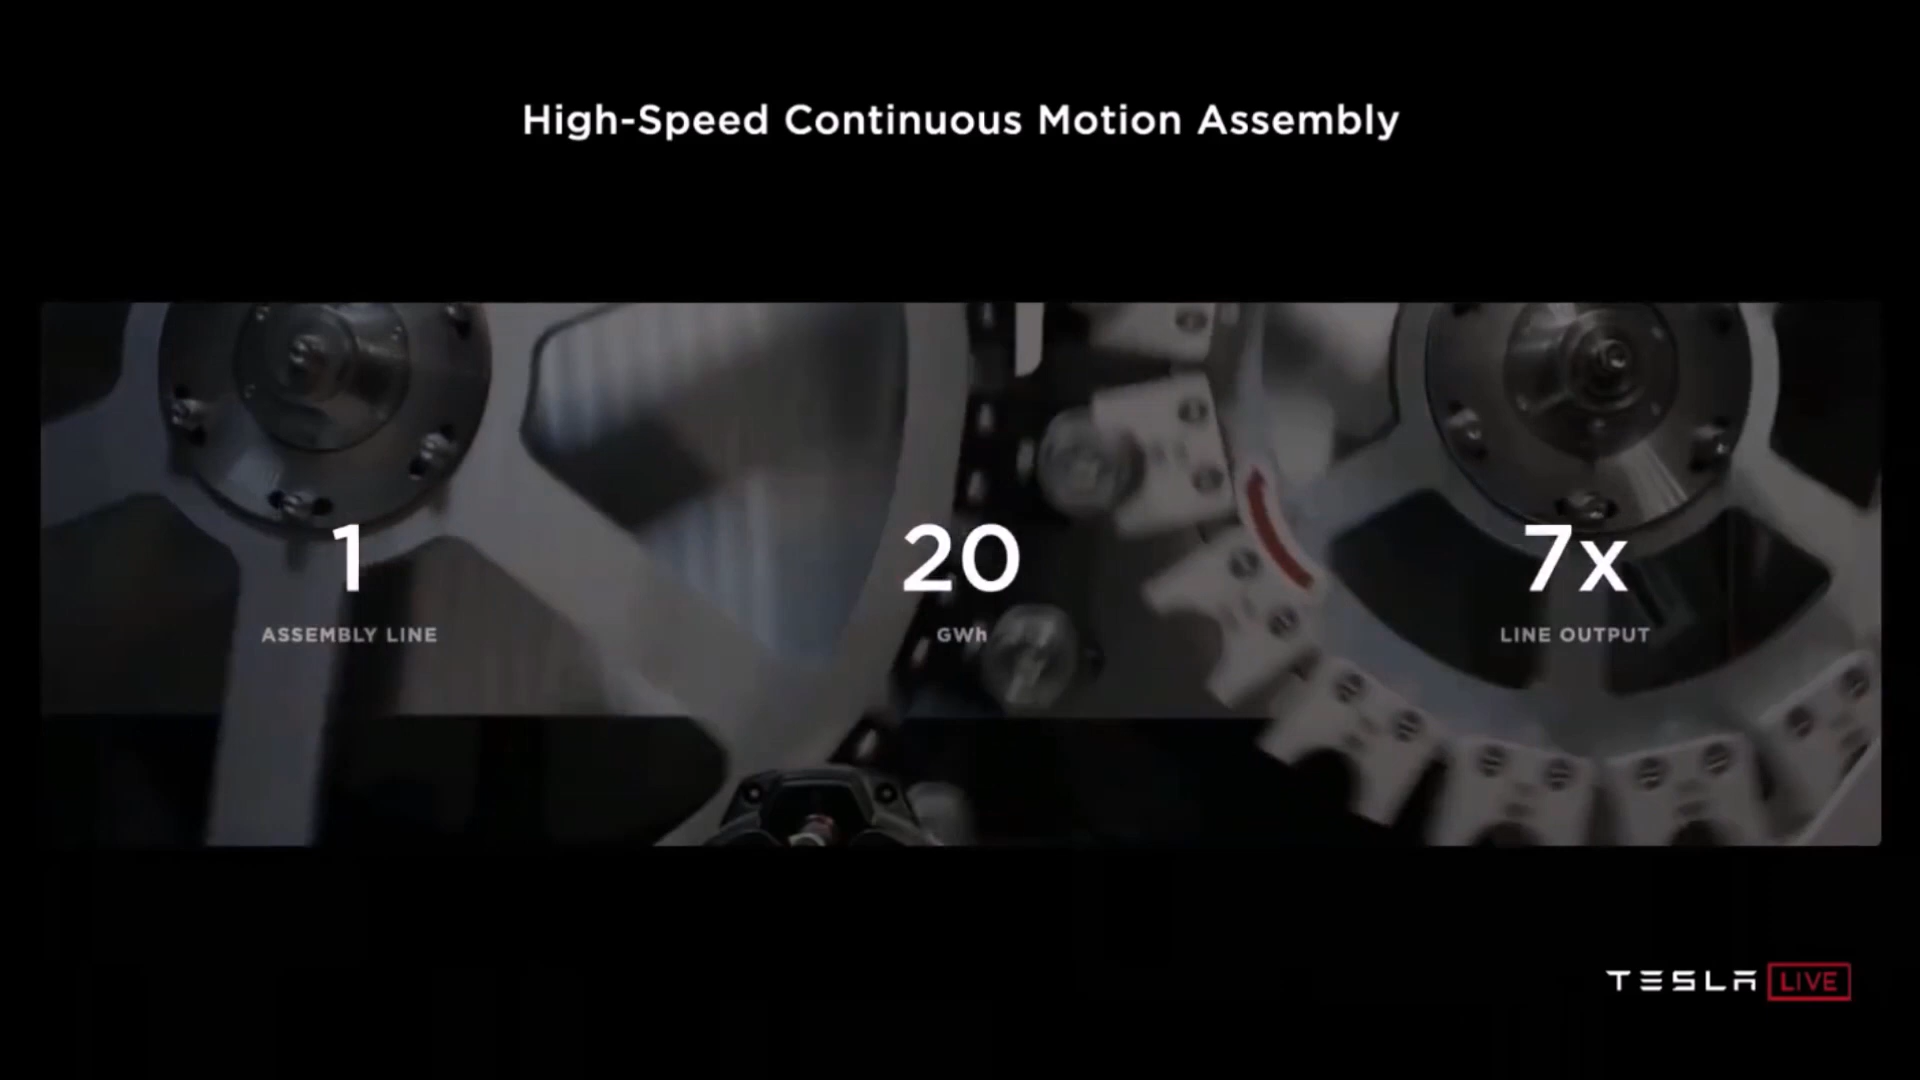 High-Speed Continuous Motion Assembly
1
ASSEMBLY LINE
20
GWh
7x
LINE OUTPUT
TESLA LIVE